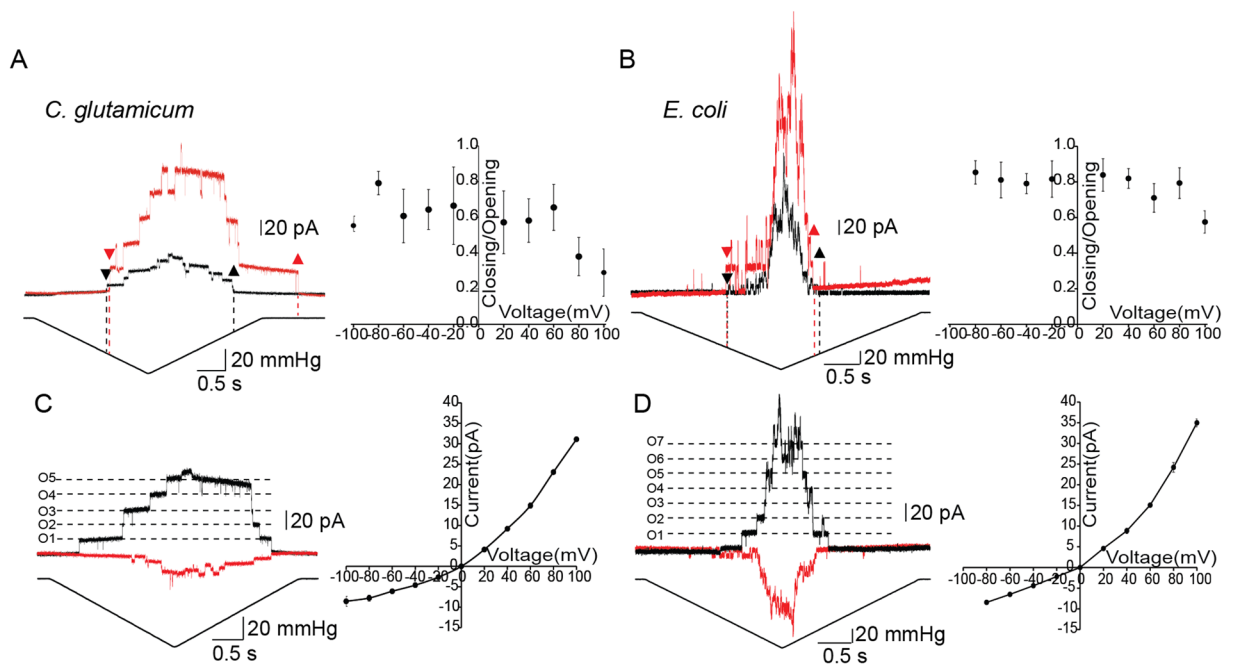 A
C. glutamicum
20 pA
20 mmHg
0.5 s
1.0
0.8
0.6
0.4
0.2
0.0
Closing/Opening
Voltage(mV)
-100 -80 -60 -40 -20 0 20 40 60 80 100
B
E. coli
20 pA
20 mmHg
0.5 s
1.0
0.8
0.6
0.4
0.2
0.0
Closing/Opening
Voltage(mV)
-100 -80 -60 -40 -20 0 20 40 60 80 100
C
O5
O4
O3
O2
O1
20 pA
20 mmHg
0.5 s
40
35
30
25
20
15
10
5
0
-5
-10
-15
Current(pA)
Voltage(mV)
-100 -80 -60 -40 -20 0 20 40 60 80 100
D
O7
O6
O5
O4
O3
O2
O1
20 pA
20 mmHg
0.5 s
40
35
30
25
20
15
10
5
0
-5
-10
-15
Current(pA)
Voltage(mV)
-100 -80 -60 -40 -20 0 20 40 60 80 100